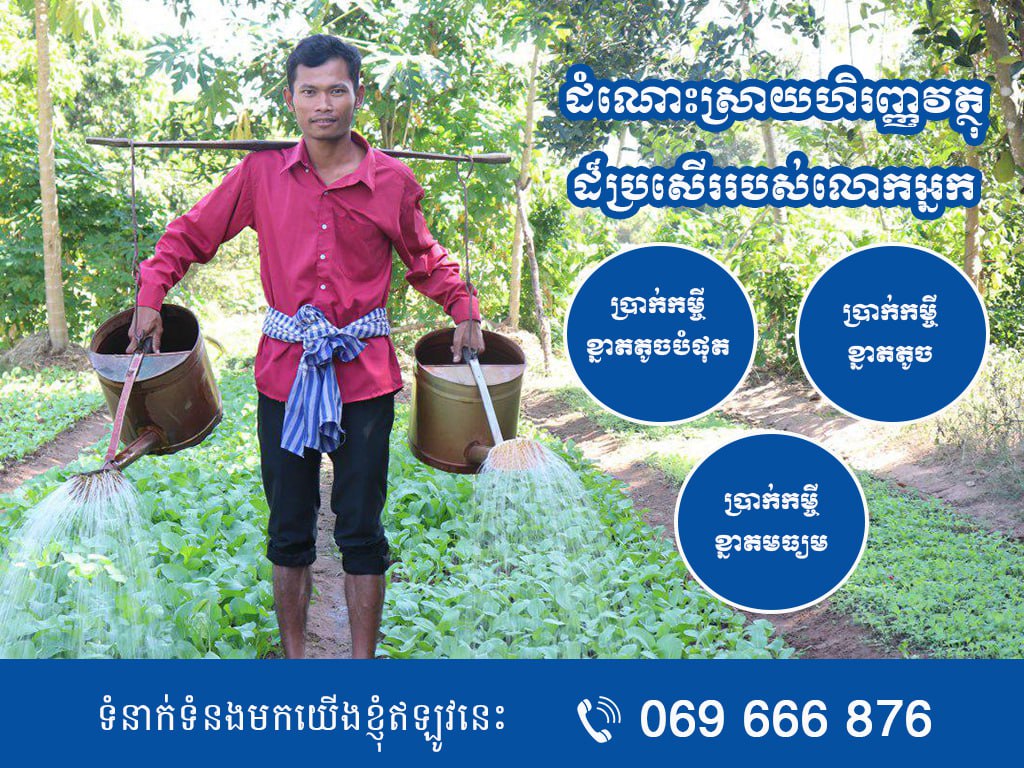 ដំណោះស្រាយហិរញ្ញវត្ថុ
ដ៏ប្រសើររបស់លោកអ្នក
ប្រាក់កម្ចី
ខ្នាតតូចបំផុត
ប្រាក់កម្ចី
ខ្នាតតូច
ប្រាក់កម្ចី
ខ្នាតមធ្យម
ទំនាក់ទំនងមកយើងខ្ញុំឥឡូវនេះ
069 666 876